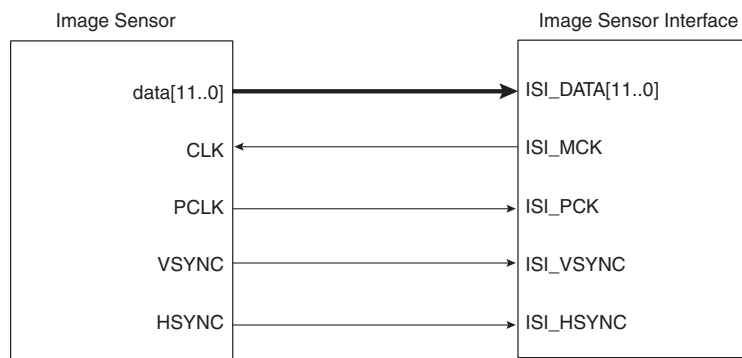 Image Sensor
Image Sensor Interface
data[11..0]
ISI_DATA[11..0]
CLK
ISI_MCK
PCLK
ISI_PCK
VSYNC
ISI_VSYNC
HSYNC
ISI_HSYNC